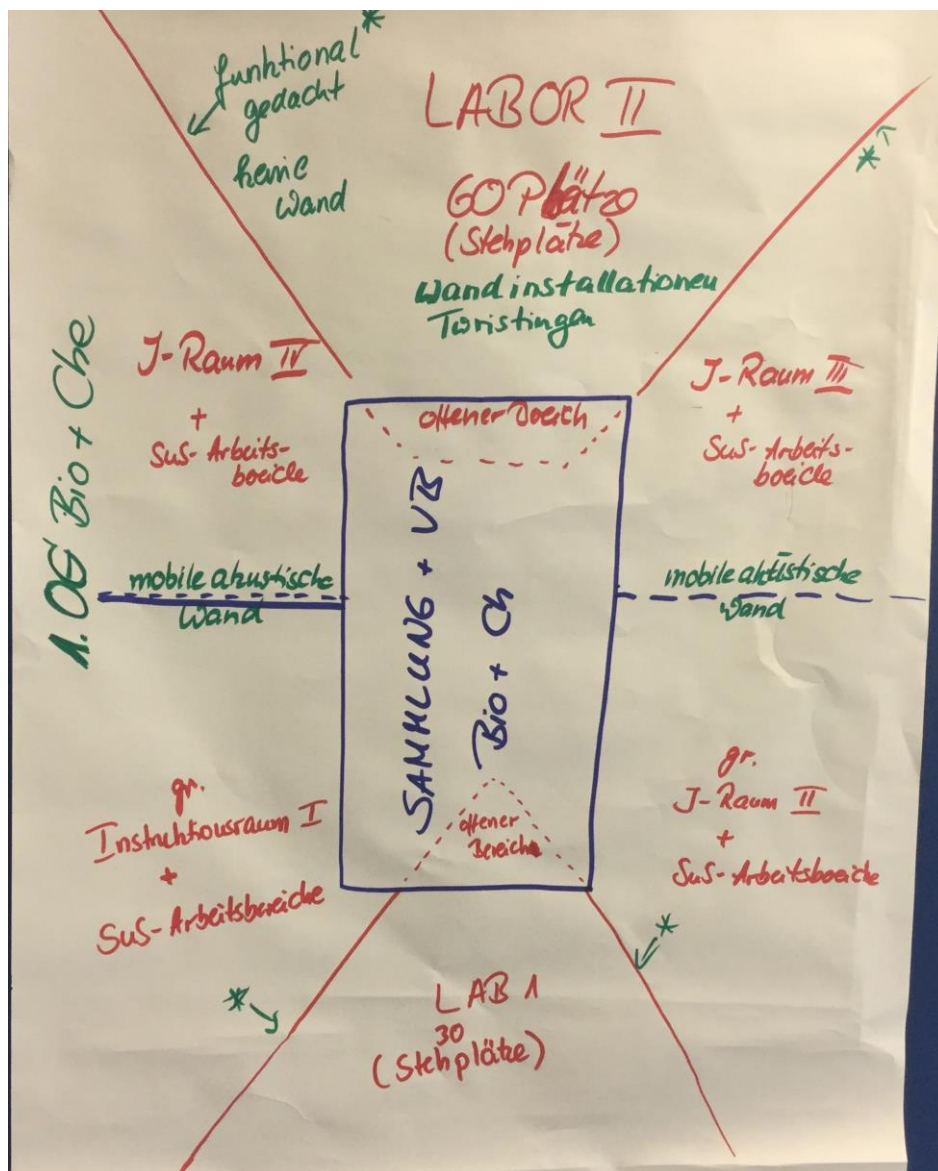 funktional *
gedacht
keine
Wand
LABOR II
60 Plätze
(Stehplätze)
Wandinstallationen
*
1. OG Bio + Che
J-Raum IV
+
SuS-Arbeits-
bereiche
offener Bereich
J-Raum III
+
SuS-Arbeits-
bereiche
mobile akustische
Wand
SAMMLUNG + VB
Bio + Ch
mobile akustische
Wand
gr.
Instruktionsraum I
+
SuS-Arbeitsbereiche
offener
Bereich
gr.
J-Raum II
+
SuS-Arbeitsbereiche
*
*
LAB 1
30
(Stehplätze)